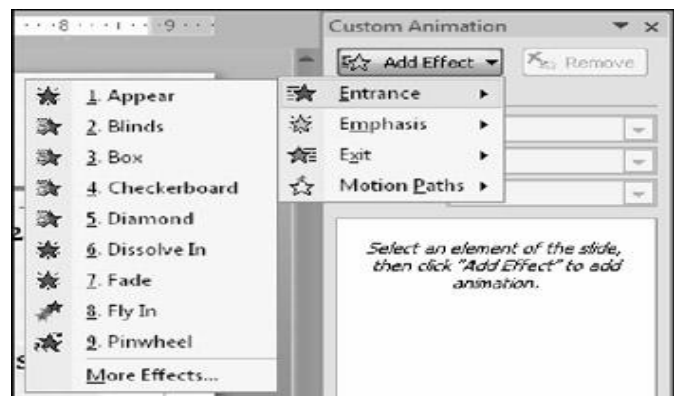 8 9
Custom Animation
Add Effect Remove
1. Appear
2. Blinds
3. Box
4. Checkerboard
5. Diamond
6. Dissolve In
7. Fade
8. Fly In
9. Pinwheel
More Effects...
Entrance
Emphasis
Exit
Motion Paths
Select an element of the slide,
then click "Add Effect" to add
animation.